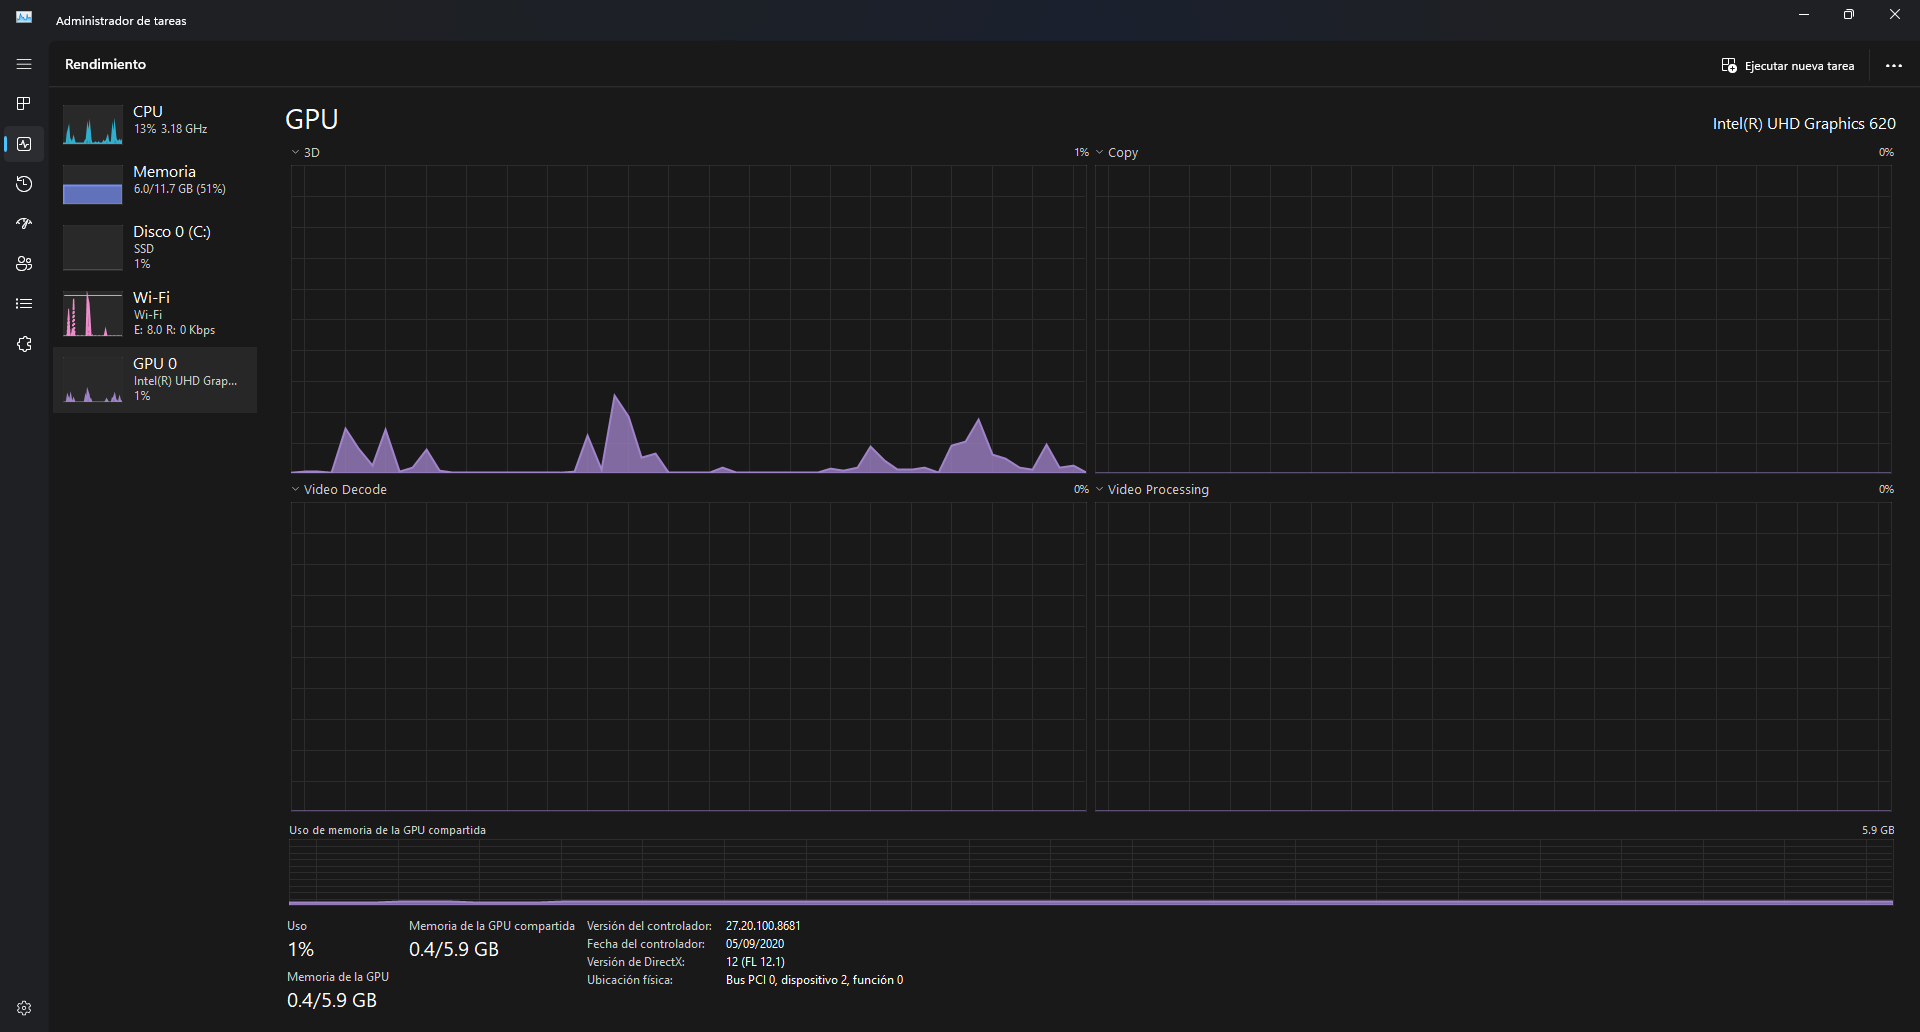 Administrador de tareas
Rendimiento
Ejecutar nueva tarea
CPU
13% 3.18 GHz
Memoria
6.0/11.7 GB (51%)
Disco 0 (C:)
SSD
1%
Wi-Fi
Wi-Fi
E: 8.0 R: 0 Kbps
GPU 0
Intel(R) UHD Grap...
1%
GPU
Intel(R) UHD Graphics 620
3D 1%
Copy 0%
Video Decode 0%
Video Processing 0%
Uso de memoria de la GPU compartida 5.9 GB
Uso
1%
Memoria de la GPU compartida
0.4/5.9 GB
Memoria de la GPU
0.4/5.9 GB
Versión del controlador: 27.20.100.8681
Fecha del controlador: 05/09/2020
Versión de DirectX: 12 (FL 12.1)
Ubicación física: Bus PCI 0, dispositivo 2, función 0